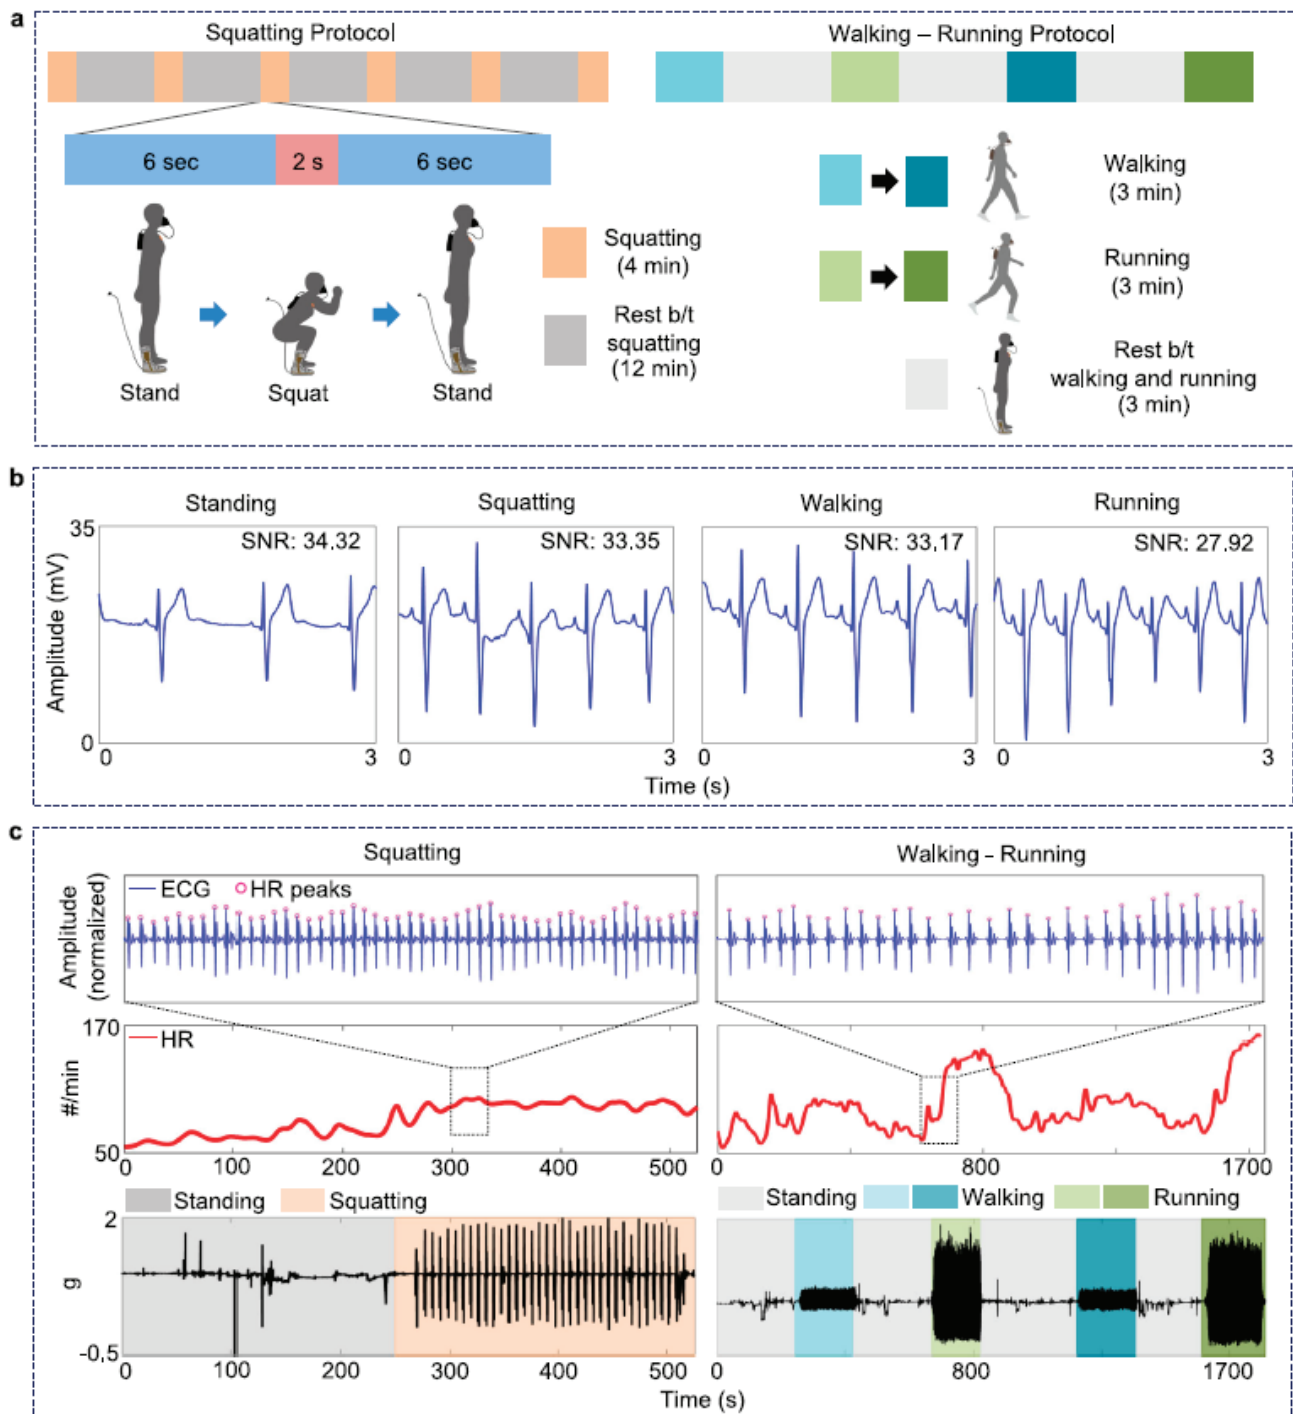 a
Squatting Protocol
Walking – Running Protocol
6 sec
2 s
6 sec
Stand
Squat
Stand
Squatting
(4 min)
Rest b/t
squatting
(12 min)
Walking
(3 min)
Running
(3 min)
Rest b/t
walking and running
(3 min)
b
Standing
Squatting
Walking
Running
35
SNR: 34.32
SNR: 33.35
SNR: 33.17
SNR: 27.92
Amplitude (mV)
0
0
3
0
3
0
3
0
3
Time (s)
c
Squatting
Walking - Running
Amplitude
(normalized)
ECG
HR peaks
170
HR
#/min
50
0
100
200
300
400
500
0
800
1700
Standing
Squatting
Standing
Walking
Running
2
g
-0.5
0
100
200
300
400
500
0
800
1700
Time (s)